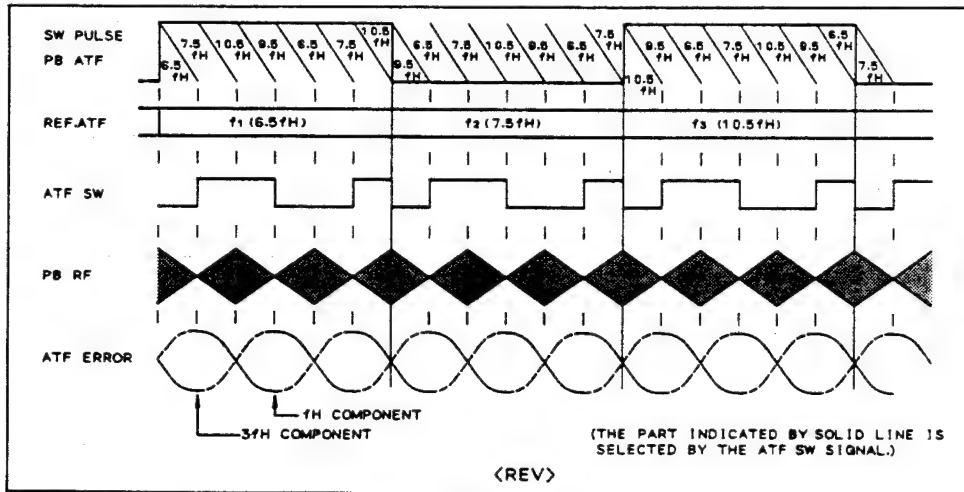 SW PULSE
PB ATF
6.5 fH
7.5 fH
10.5 fH
9.5 fH
6.5 fH
7.5 fH
10.5 fH
9.5 fH
6.5 fH
7.5 fH
10.5 fH
9.5 fH
6.5 fH
7.5 fH
10.5 fH
9.5 fH
6.5 fH
7.5 fH
10.5 fH
9.5 fH
6.5 fH
7.5 fH
REF.ATF
f1 (6.5fH)
f2 (7.5fH)
f3 (10.5fH)
ATF SW
PB RF
ATF ERROR
fH COMPONENT
3fH COMPONENT
(THE PART INDICATED BY SOLID LINE IS
SELECTED BY THE ATF SW SIGNAL.)
<REV>